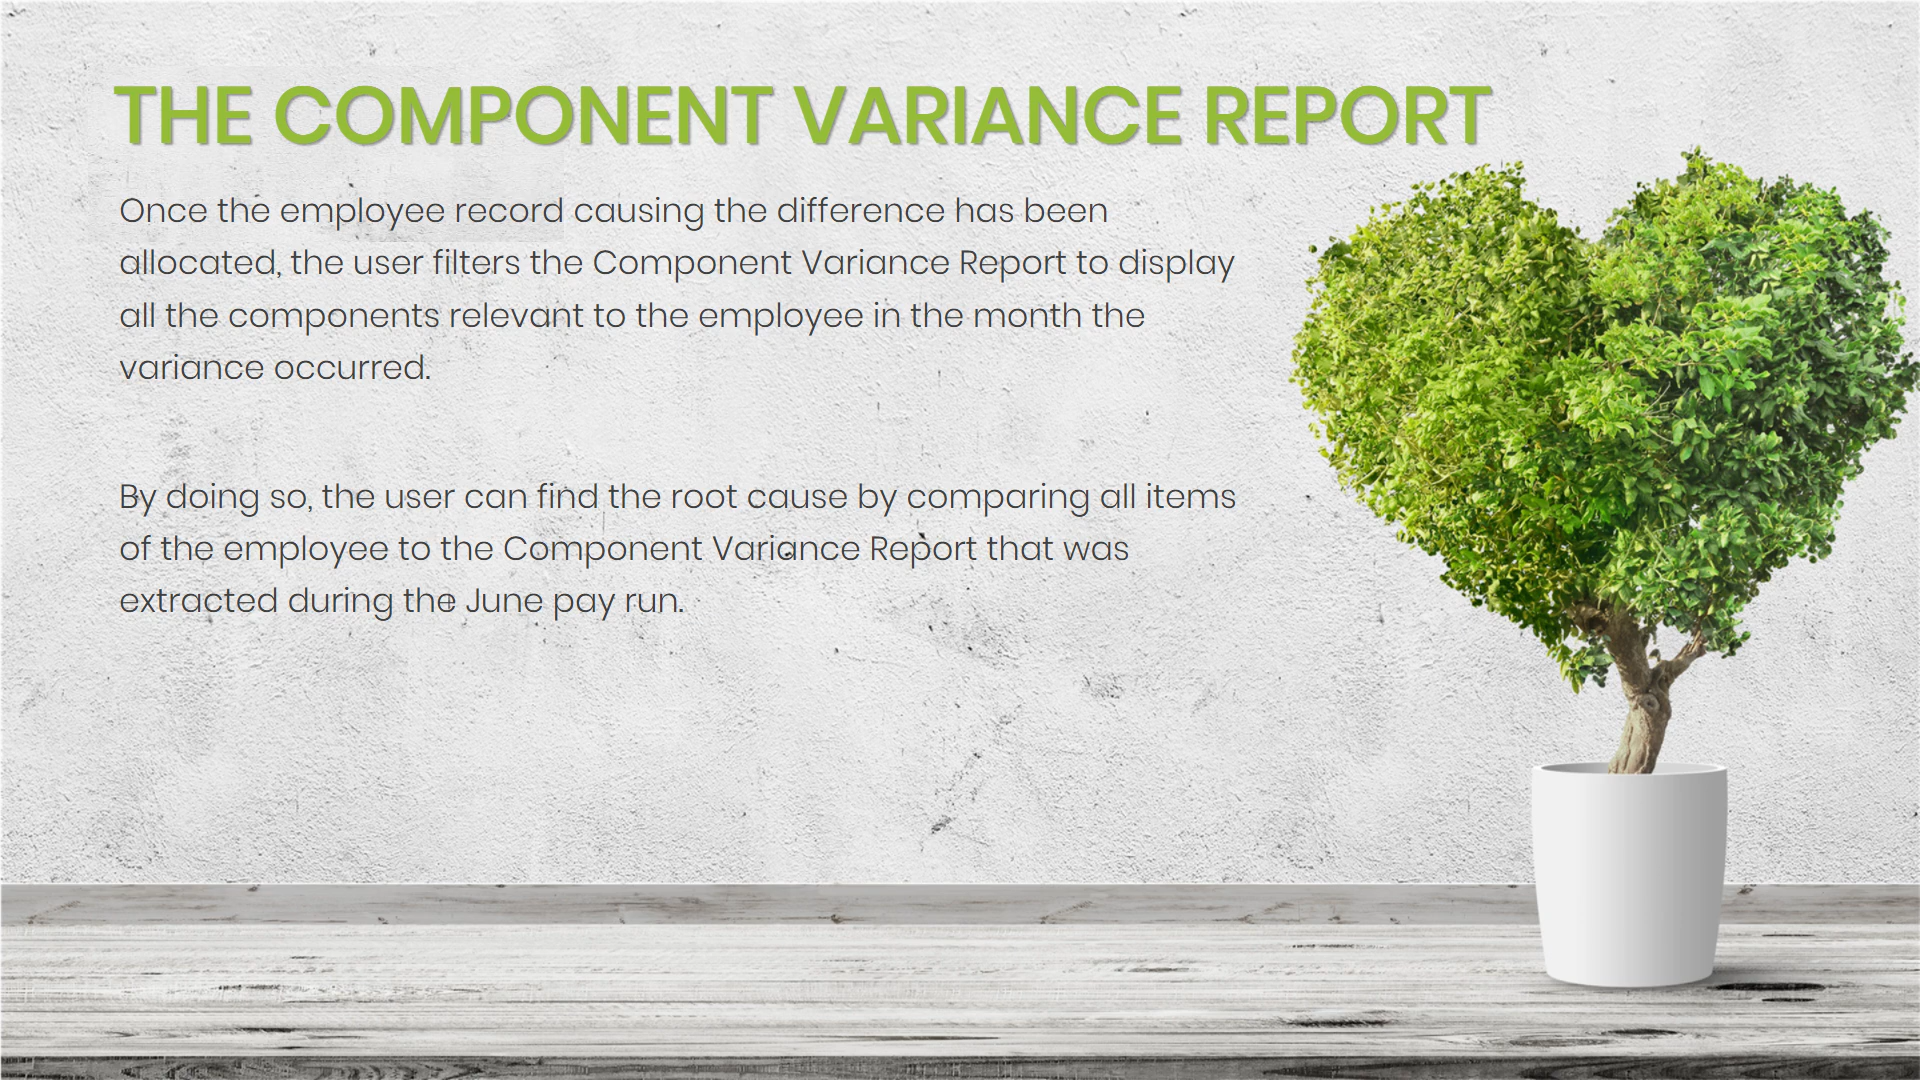 THE COMPONENT VARIANCE REPORT
Once the employee record causing the difference has been
allocated, the user filters the Component Variance Report to display
all the components relevant to the employee in the month the
variance occurred.
By doing so, the user can find the root cause by comparing all items
of the employee to the Component Variance Report that was
extracted during the June pay run.